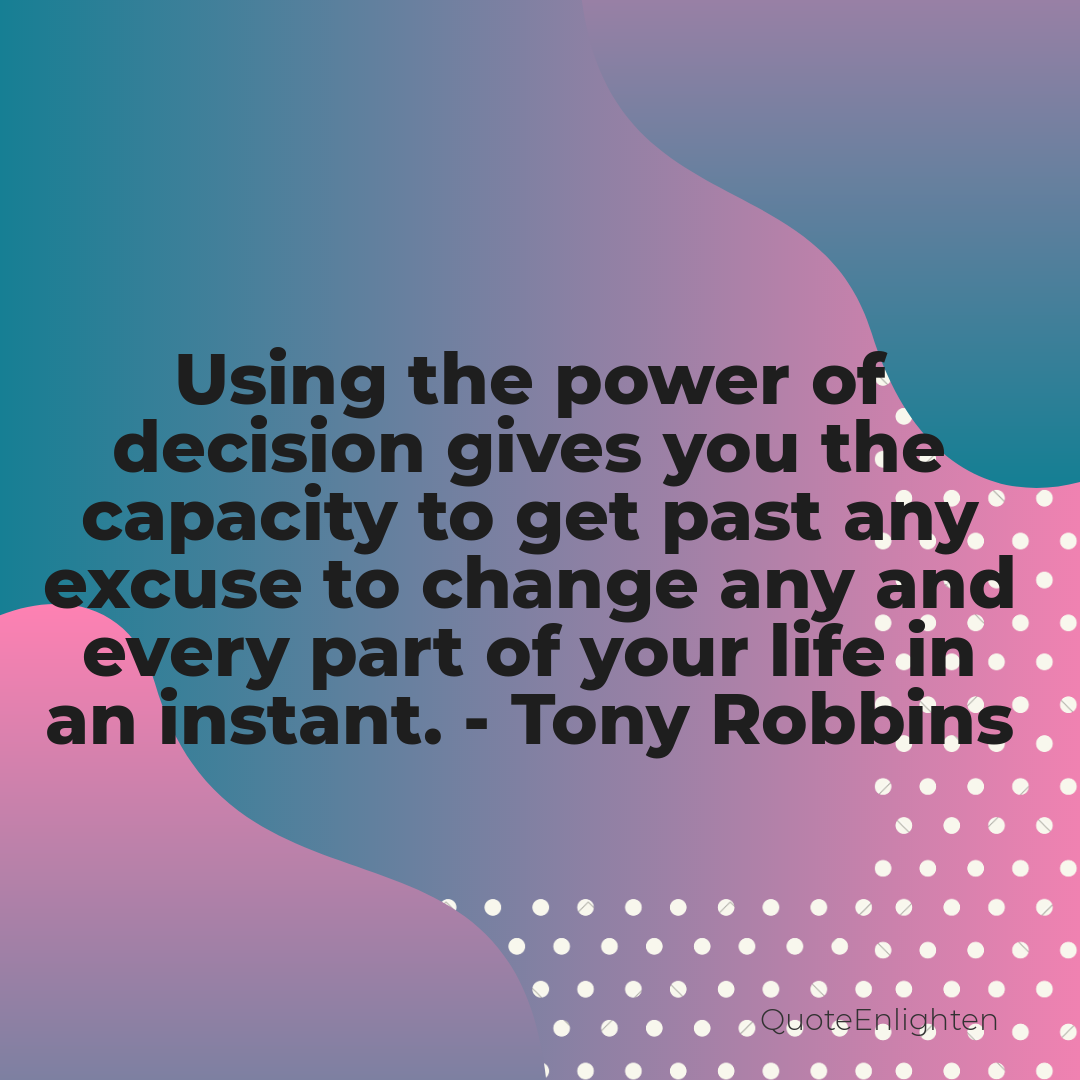 Using the power of
decision gives you the
capacity to get past any
excuse to change any and
every part of your life in
an instant. - Tony Robbins
QuoteEnlighten